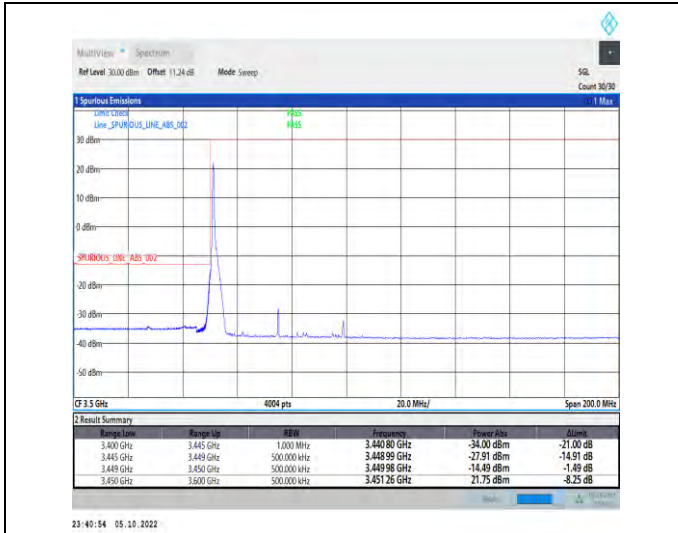 MultiView Spectrum
Ref Level 30.00 dBm Offset 11.24 dB Mode Sweep SGL
Count 30/30
1 Spurious Emissions 1 Max
Limit Check PASS
Line _SPURIOUS_LINE_ABS_002 PASS
30 dBm
20 dBm
10 dBm
0 dBm
_SPURIOUS_LINE_ABS_002
-20 dBm
-30 dBm
-40 dBm
-50 dBm
CF 3.5 GHz 4004 pts 20.0 MHz/ Span 200.0 MHz
2 Result Summary
Range Low Range Up RBW Frequency Power Abs ΔLimit
3.400 GHz 3.445 GHz 1.000 MHz 3.440 80 GHz -34.00 dBm -21.00 dB
3.445 GHz 3.449 GHz 500.000 kHz 3.448 99 GHz -27.91 dBm -14.91 dB
3.449 GHz 3.450 GHz 500.000 kHz 3.449 98 GHz -14.49 dBm -1.49 dB
3.450 GHz 3.600 GHz 500.000 kHz 3.451 26 GHz 21.75 dBm -8.25 dB
23:40:54 05.10.2022